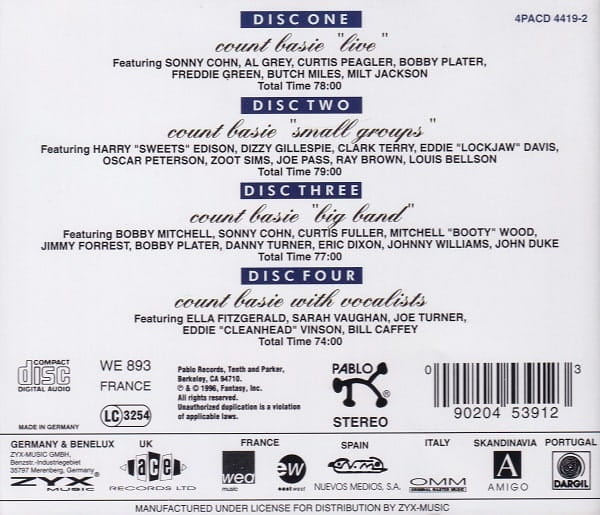 DISC ONE
4PACD 4419-2
count basie "live"
Featuring SONNY COHN, AL GREY, CURTIS PEAGLER, BOBBY PLATER,
FREDDIE GREEN, BUTCH MILES, MILT JACKSON
Total Time 78:00
DISC TWO
count basie "small groups"
Featuring HARRY "SWEETS" EDISON, DIZZY GILLESPIE, CLARK TERRY, EDDIE "LOCKJAW" DAVIS,
OSCAR PETERSON, ZOOT SIMS, JOE PASS, RAY BROWN, LOUIS BELLSON
Total Time 79:00
DISC THREE
count basie "big band"
Featuring BOBBY MITCHELL, SONNY COHN, CURTIS FULLER, MITCHELL "BOOTY" WOOD,
JIMMY FORREST, BOBBY PLATER, DANNY TURNER, ERIC DIXON, JOHNNY WILLIAMS, JOHN DUKE
Total Time 77:00
DISC FOUR
count basie with vocalists
Featuring ELLA FITZGERALD, SARAH VAUGHAN, JOE TURNER,
EDDIE "CLEANHEAD" VINSON, BILL CAFFEY
Total Time 74:00
COMPACT
disc
DIGITAL AUDIO
MADE IN GERMANY
WE 893
FRANCE
LC 3254
Pablo Records, Tenth and Parker,
Berkeley, CA 94710.
℗ & © 1996, Fantasy, Inc.
All rights reserved.
Unauthorized duplication is a violation
of applicable laws.
PABLO
®
STEREO
0 90204 53912 3
GERMANY & BENELUX
ZYX-MUSIC GMBH,
Benzstr.-Industriegebiet
35797 Merenberg, Germany
ZYX
MUSIC
UK
ace
RECORDS LTD
FRANCE
wea
music
ew
east west
SPAIN
NUEVOS MEDIOS, S.A.
ITALY
OMM
ORIGINAL MASTER MUSIC
SKANDINAVIA
A
AMIGO
PORTUGAL
DARGIL
MANUFACTURED UNDER LICENSE FOR DISTRIBUTION BY ZYX-MUSIC